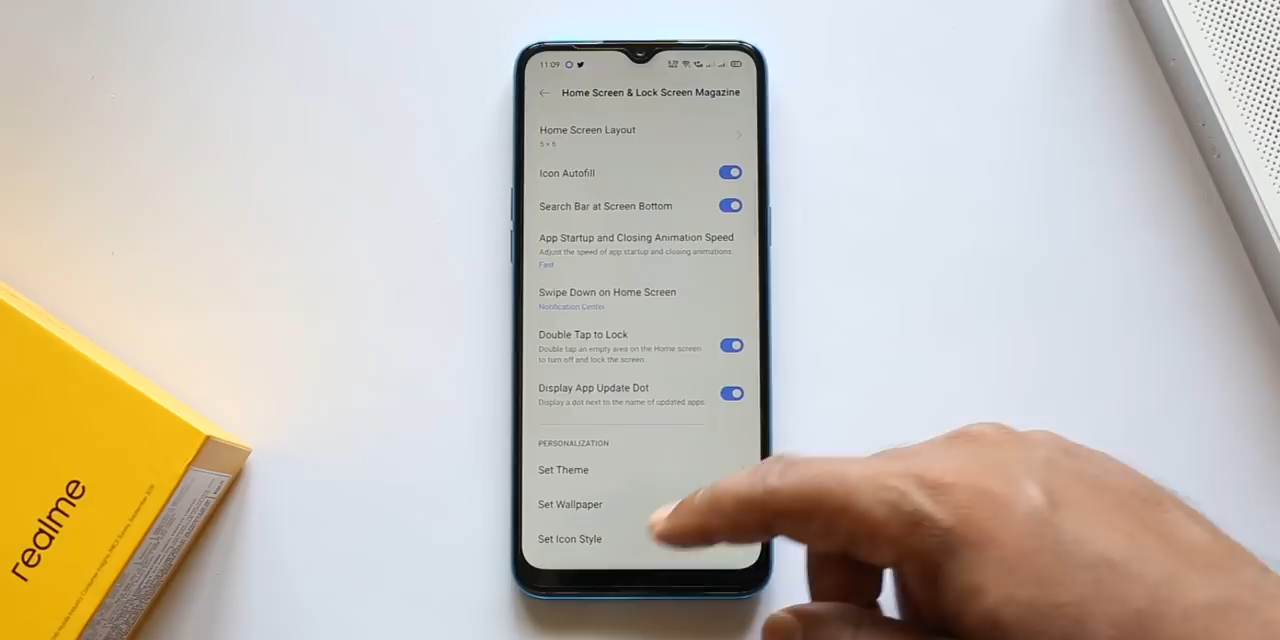 11:09
Home Screen & Lock Screen Magazine
Home Screen Layout
5 × 6
Icon Autofill
Search Bar at Screen Bottom
App Startup and Closing Animation Speed
Adjust the speed of app startup and closing animations.
Fast
Swipe Down on Home Screen
Notification Center
Double Tap to Lock
Double tap an empty area on the Home screen
to turn off and lock the screen.
Display App Update Dot
Display a dot next to the name of updated apps.
PERSONALIZATION
Set Theme
Set Wallpaper
Set Icon Style
realme